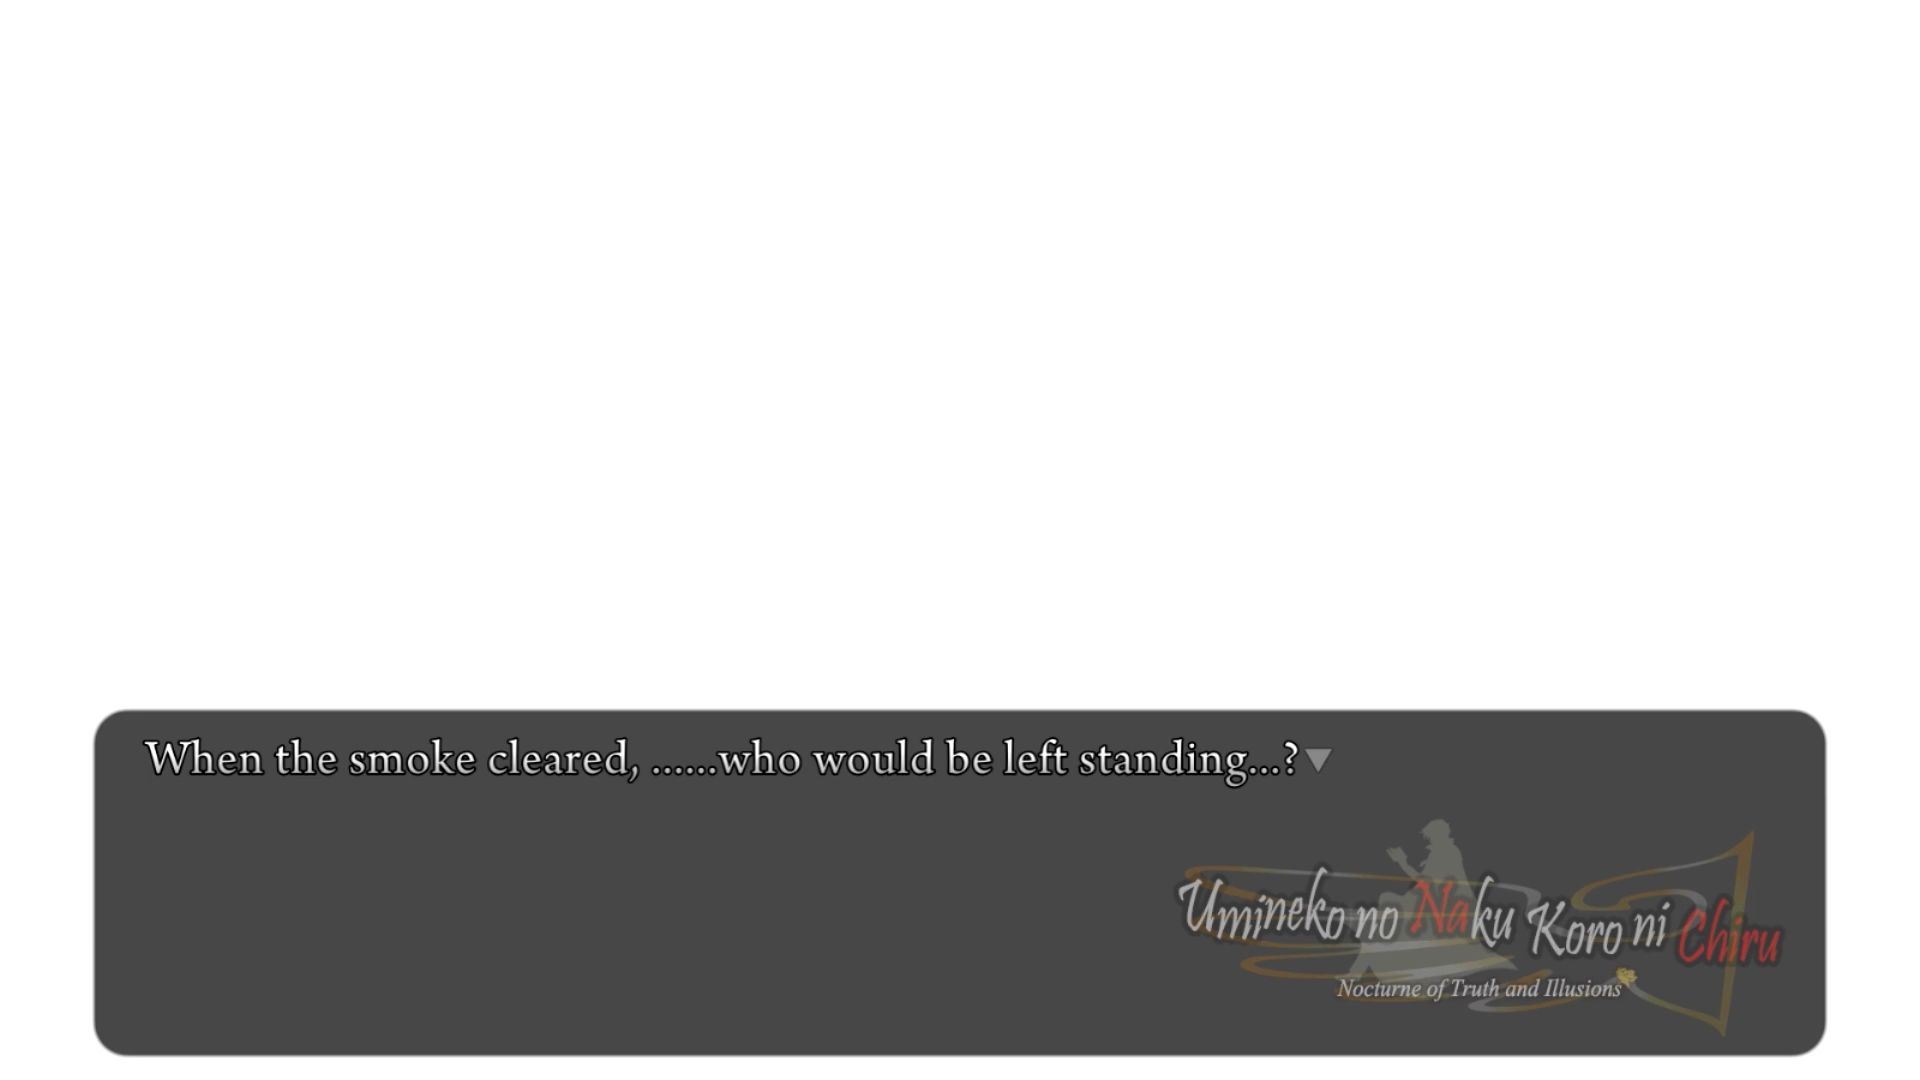 When the smoke cleared, ......who would be left standing...?
Umineko no Naku Koro ni Chiru
Nocturne of Truth and Illusions